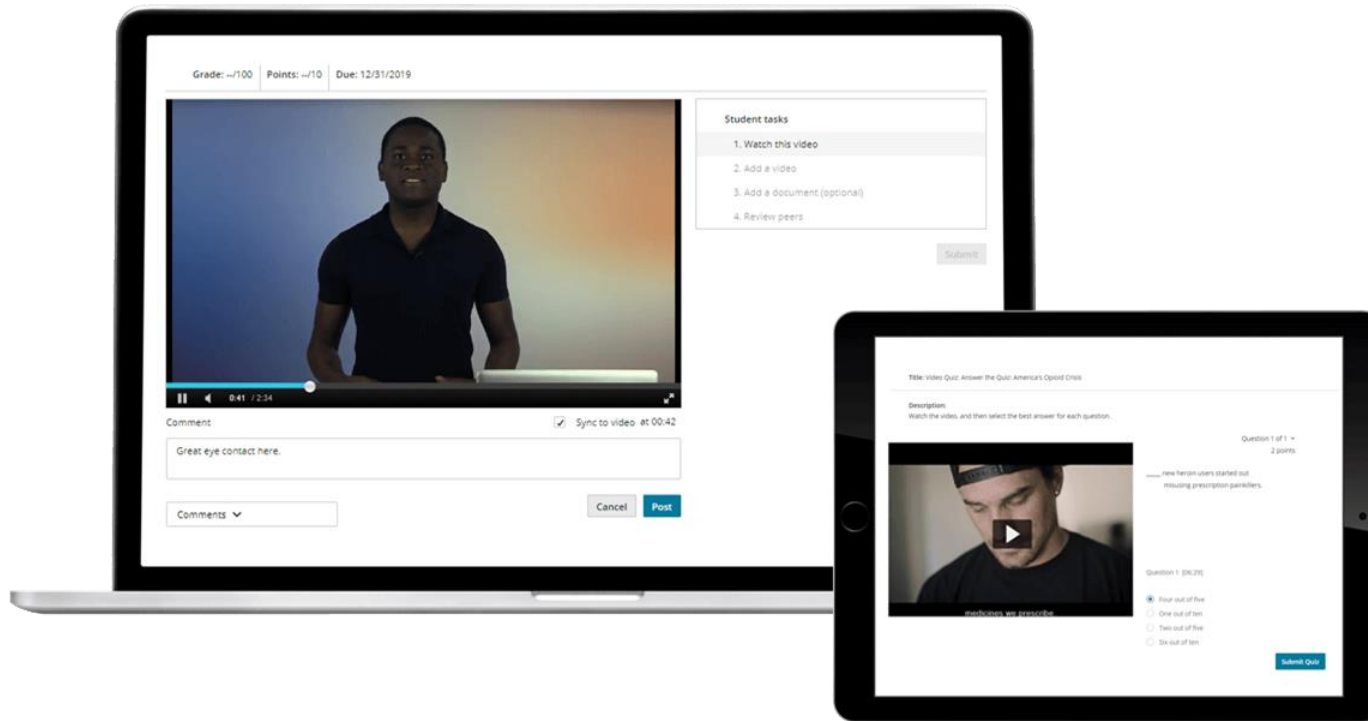 Grade: --/100 Points: --/10 Due: 12/31/2019
Student tasks
1. Watch this video
2. Add a video
3. Add a document (optional)
4. Review peers
Submit
0:41 / 2:34
Comment
Sync to video at 00:42
Great eye contact here.
Comments
Cancel
Post
Title: Video Quiz: Answer the Quiz: America's Opioid Crisis
Description:
Watch the video, and then select the best answer for each question.
Question 1 of 1
2 points
_____ new heroin users started out
misusing prescription painkillers.
medicines we prescribe.
Question 1 [06:29]
Four out of five
One out of ten
Two out of five
Six out of ten
Submit Quiz